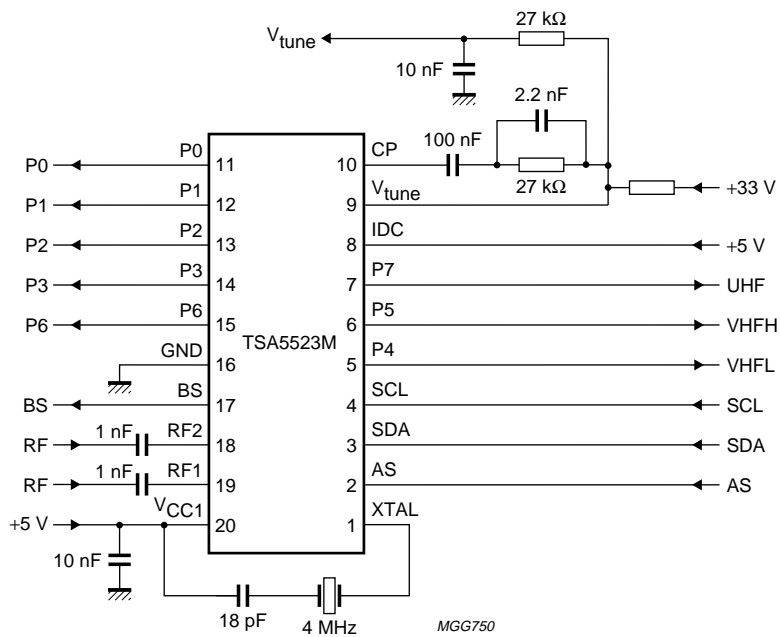 27 kΩ
Vtune
10 nF
2.2 nF
100 nF
P0 P0 11 10 CP
27 kΩ
P1 P1 12 9 Vtune +33 V
P2 P2 13 8 IDC +5 V
P3 P3 14 7 P7 UHF
P6 P6 15 6 P5 VHFH
TSA5523M
GND 16 5 P4 VHFL
BS BS 17 4 SCL SCL
RF 1 nF RF2 18 3 SDA SDA
RF 1 nF RF1 19 2 AS AS
+5 V VCC1 20 1 XTAL
10 nF
18 pF 4 MHz MGG750